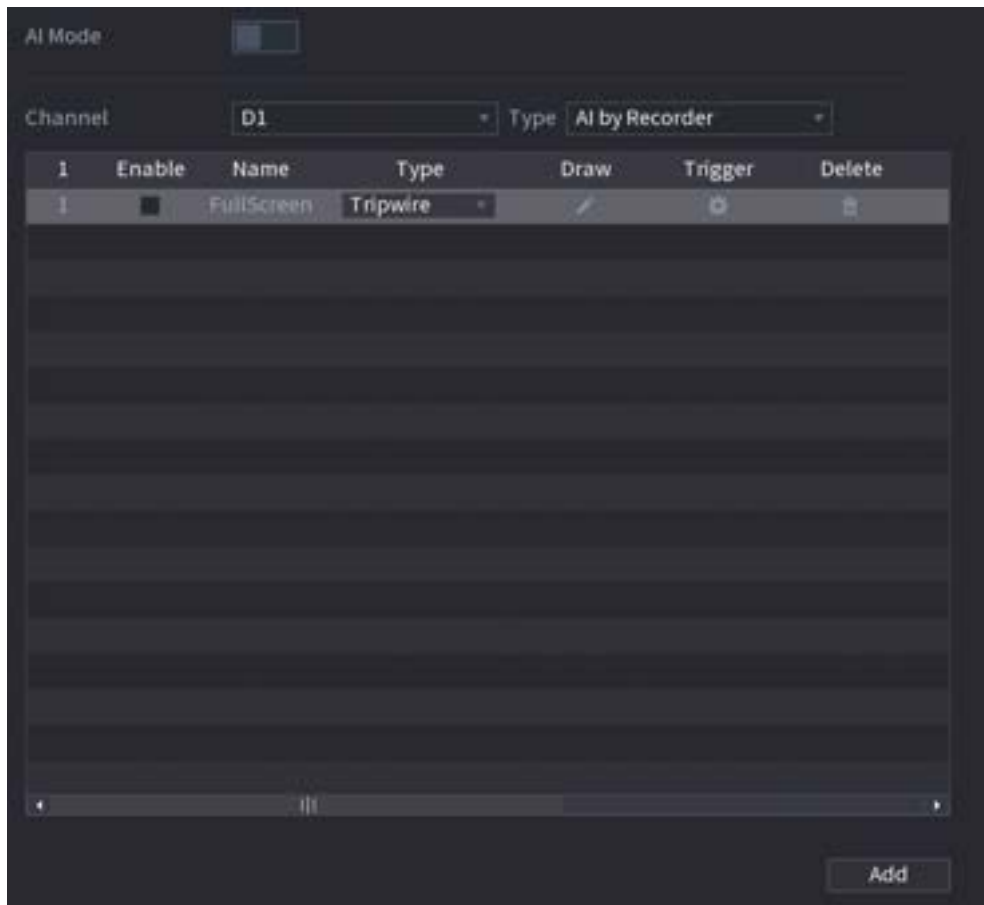 AI Mode
Channel D1 Type AI by Recorder
1 Enable Name Type Draw Trigger Delete
1 FullScreen Tripwire
Add